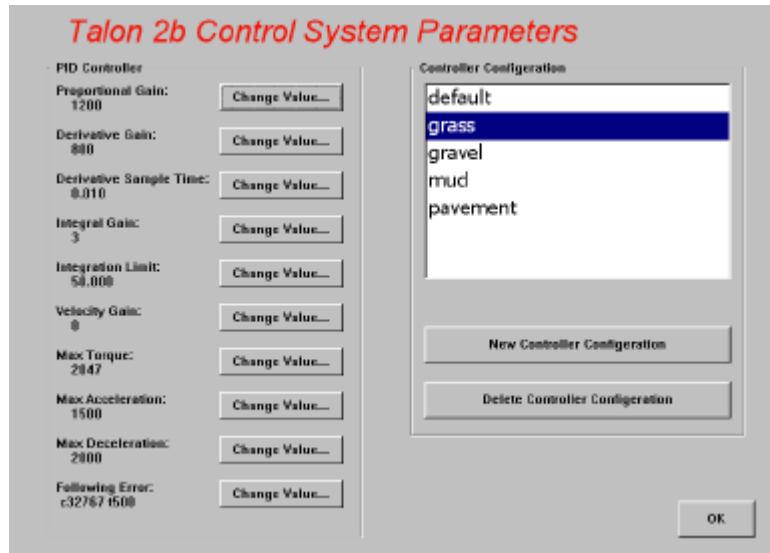 Talon 2b Control System Parameters
PID Controller
Proportional Gain:
1200
Change Value...
Derivative Gain:
800
Change Value...
Derivative Sample Time:
0.010
Change Value...
Integral Gain:
3
Change Value...
Integration Limit:
50.000
Change Value...
Velocity Gain:
0
Change Value...
Max Torque:
2047
Change Value...
Max Acceleration:
1500
Change Value...
Max Deceleration:
2000
Change Value...
Following Error:
c32767 t500
Change Value...
Controller Configuration
default
grass
gravel
mud
pavement
New Controller Configuration
Delete Controller Configuration
OK